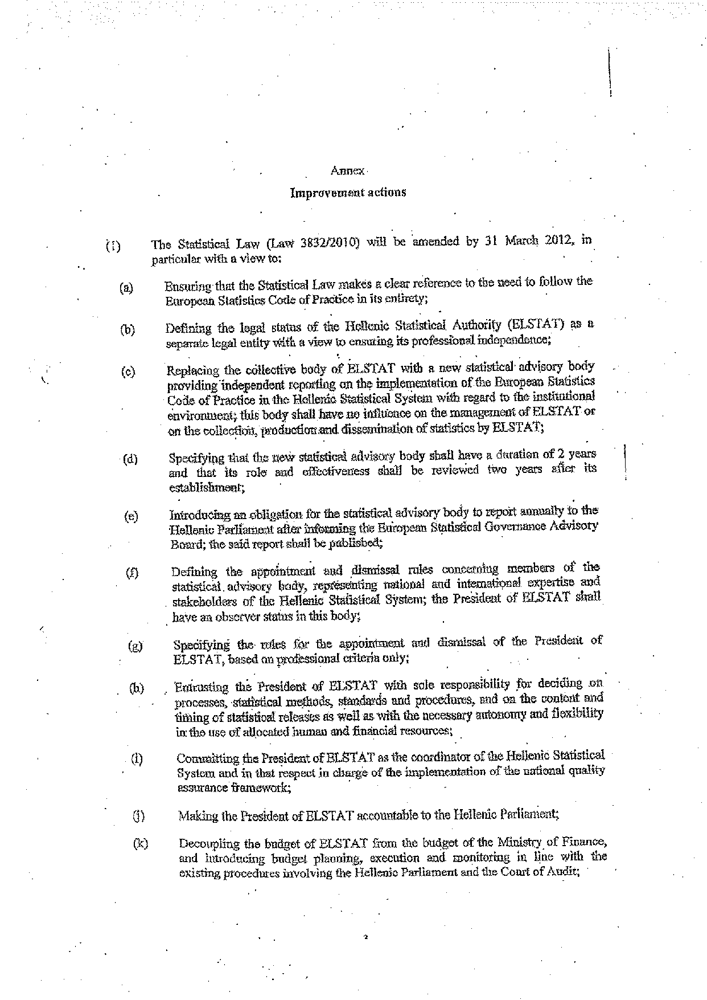 Annex
Improvement actions
(i) The Statistical Law (Law 3832/2010) will be amended by 31 March 2012, in
particular with a view to:
(a) Ensuring that the Statistical Law makes a clear reference to the need to follow the
European Statistics Code of Practice in its entirety;
(b) Defining the legal status of the Hellenic Statistical Authority (ELSTAT) as a
separate legal entity with a view to ensuring its professional independence;
(c) Replacing the collective body of ELSTAT with a new statistical advisory body
providing independent reporting on the implementation of the European Statistics
Code of Practice in the Hellenic Statistical System with regard to the institutional
environment; this body shall have no influence on the management of ELSTAT or
on the collection, production and dissemination of statistics by ELSTAT;
(d) Specifying that the new statistical advisory body shall have a duration of 2 years
and that its role and effectiveness shall be reviewed two years after its
establishment;
(e) Introducing an obligation for the statistical advisory body to report annually to the
Hellenic Parliament after informing the European Statistical Governance Advisory
Board; the said report shall be published;
(f) Defining the appointment and dismissal rules concerning members of the
statistical advisory body, representing national and international expertise and
stakeholders of the Hellenic Statistical System; the President of ELSTAT shall
have an observer status in this body;
(g) Specifying the rules for the appointment and dismissal of the President of
ELSTAT, based on professional criteria only;
(h) Entrusting the President of ELSTAT with sole responsibility for deciding on
processes, statistical methods, standards and procedures, and on the content and
timing of statistical releases as well as with the necessary autonomy and flexibility
in the use of allocated human and financial resources;
(i) Committing the President of ELSTAT as the coordinator of the Hellenic Statistical
System and in that respect in charge of the implementation of the national quality
assurance framework;
(j) Making the President of ELSTAT accountable to the Hellenic Parliament;
(k) Decoupling the budget of ELSTAT from the budget of the Ministry of Finance,
and introducing budget planning, execution and monitoring in line with the
existing procedures involving the Hellenic Parliament and the Court of Audit;
2